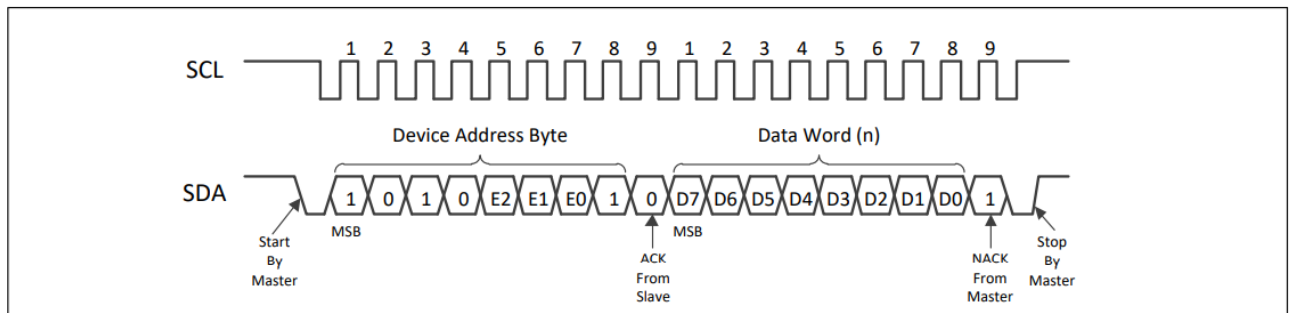 1 2 3 4 5 6 7 8 9 1 2 3 4 5 6 7 8 9
SCL
Device Address Byte Data Word (n)
SDA 1 0 1 0 E2 E1 E0 1 0 D7 D6 D5 D4 D3 D2 D1 D0 1
MSB MSB
Start
By
Master
ACK
From
Slave
NACK
From
Master
Stop
By
Master